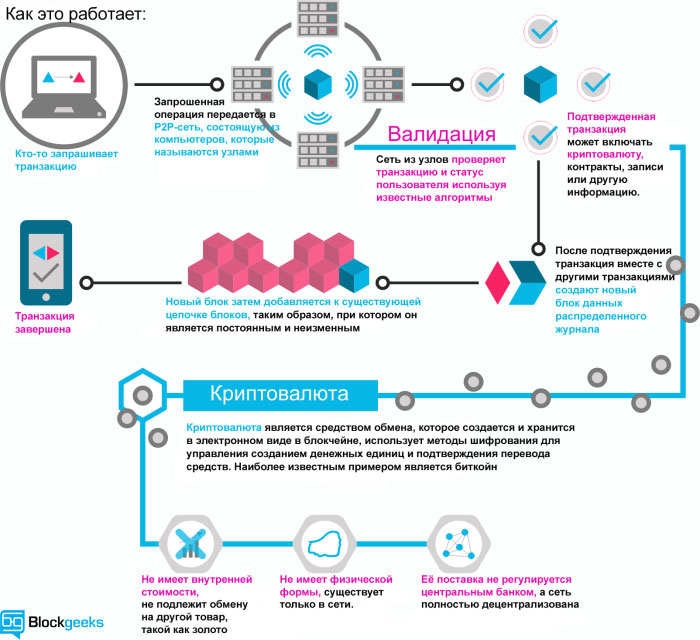 Как это работает:
Кто-то запрашивает
транзакцию
Запрошенная
операция передается в
P2P-сеть, состоящую из
компьютеров, которые
называются узлами
Валидация
Сеть из узлов проверяет
транзакцию и статус
пользователя используя
известные алгоритмы
Подтвержденная
транзакция
может включать
криптовалюту,
контракты, записи
или другую
информацию.
После подтверждения
транзакция вместе с
другими транзакциями
создают новый
блок данных
распределенного
журнала
Новый блок затем добавляется к существующей
цепочке блоков, таким образом, при котором он
является постоянным и неизменным
Транзакция
завершена
Криптовалюта
Криптовалюта является средством обмена, которое создается и хранится
в электронном виде в блокчейне, использует методы шифрования для
управления созданием денежных единиц и подтверждения перевода
средств. Наиболее известным примером является биткойн
Не имеет внутренней
стоимости,
не подлежит обмену
на другой товар,
такой как золото
Не имеет физической
формы, существует
только в сети.
Её поставка не регулируется
центральным банком, а сеть
полностью децентрализована
Blockgeeks